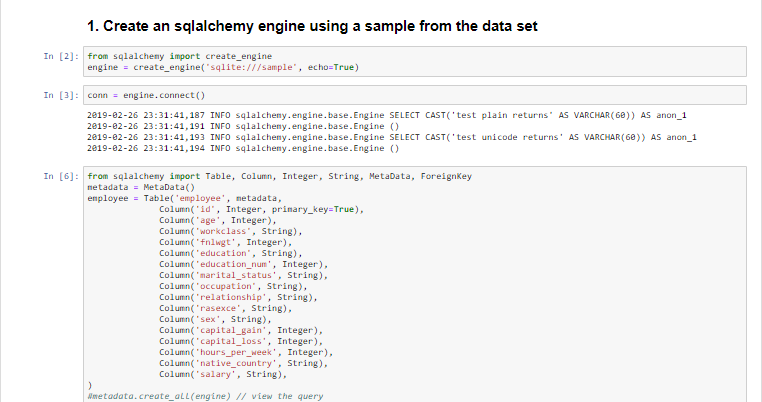 1. Create an sqlalchemy engine using a sample from the data set
In [2]: from sqlalchemy import create_engine
engine = create_engine('sqlite:///sample', echo=True)
In [3]: conn = engine.connect()
2019-02-26 23:31:41,187 INFO sqlalchemy.engine.base.Engine SELECT CAST('test plain returns' AS VARCHAR(60)) AS anon_1
2019-02-26 23:31:41,191 INFO sqlalchemy.engine.base.Engine ()
2019-02-26 23:31:41,193 INFO sqlalchemy.engine.base.Engine SELECT CAST('test unicode returns' AS VARCHAR(60)) AS anon_1
2019-02-26 23:31:41,194 INFO sqlalchemy.engine.base.Engine ()
In [6]: from sqlalchemy import Table, Column, Integer, String, MetaData, ForeignKey
metadata = MetaData()
employee = Table('employee', metadata,
Column('id', Integer, primary_key=True),
Column('age', Integer),
Column('workclass', String),
Column('fnlwgt', Integer),
Column('education', String),
Column('education_num', Integer),
Column('marital_status', String),
Column('occupation', String),
Column('relationship', String),
Column('rasexce', String),
Column('sex', String),
Column('capital_gain', Integer),
Column('capital_loss', Integer),
Column('hours_per_week', Integer),
Column('native_country', String),
Column('salary', String),
)
#metadata.create_all(engine) // view the query